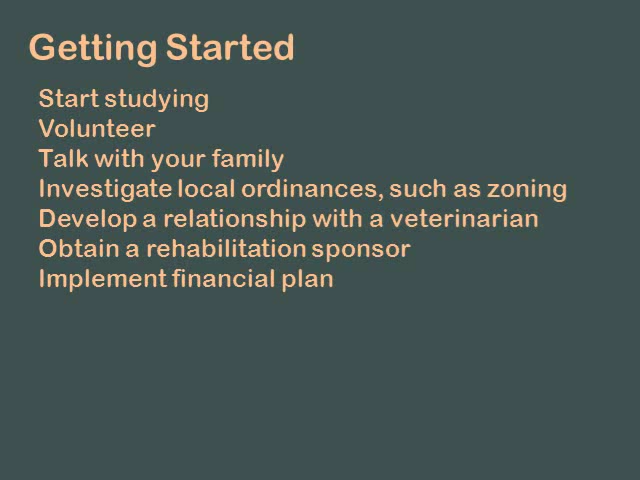 Getting Started
Start studying
Volunteer
Talk with your family
Investigate local ordinances, such as zoning
Develop a relationship with a veterinarian
Obtain a rehabilitation sponsor
Implement financial plan